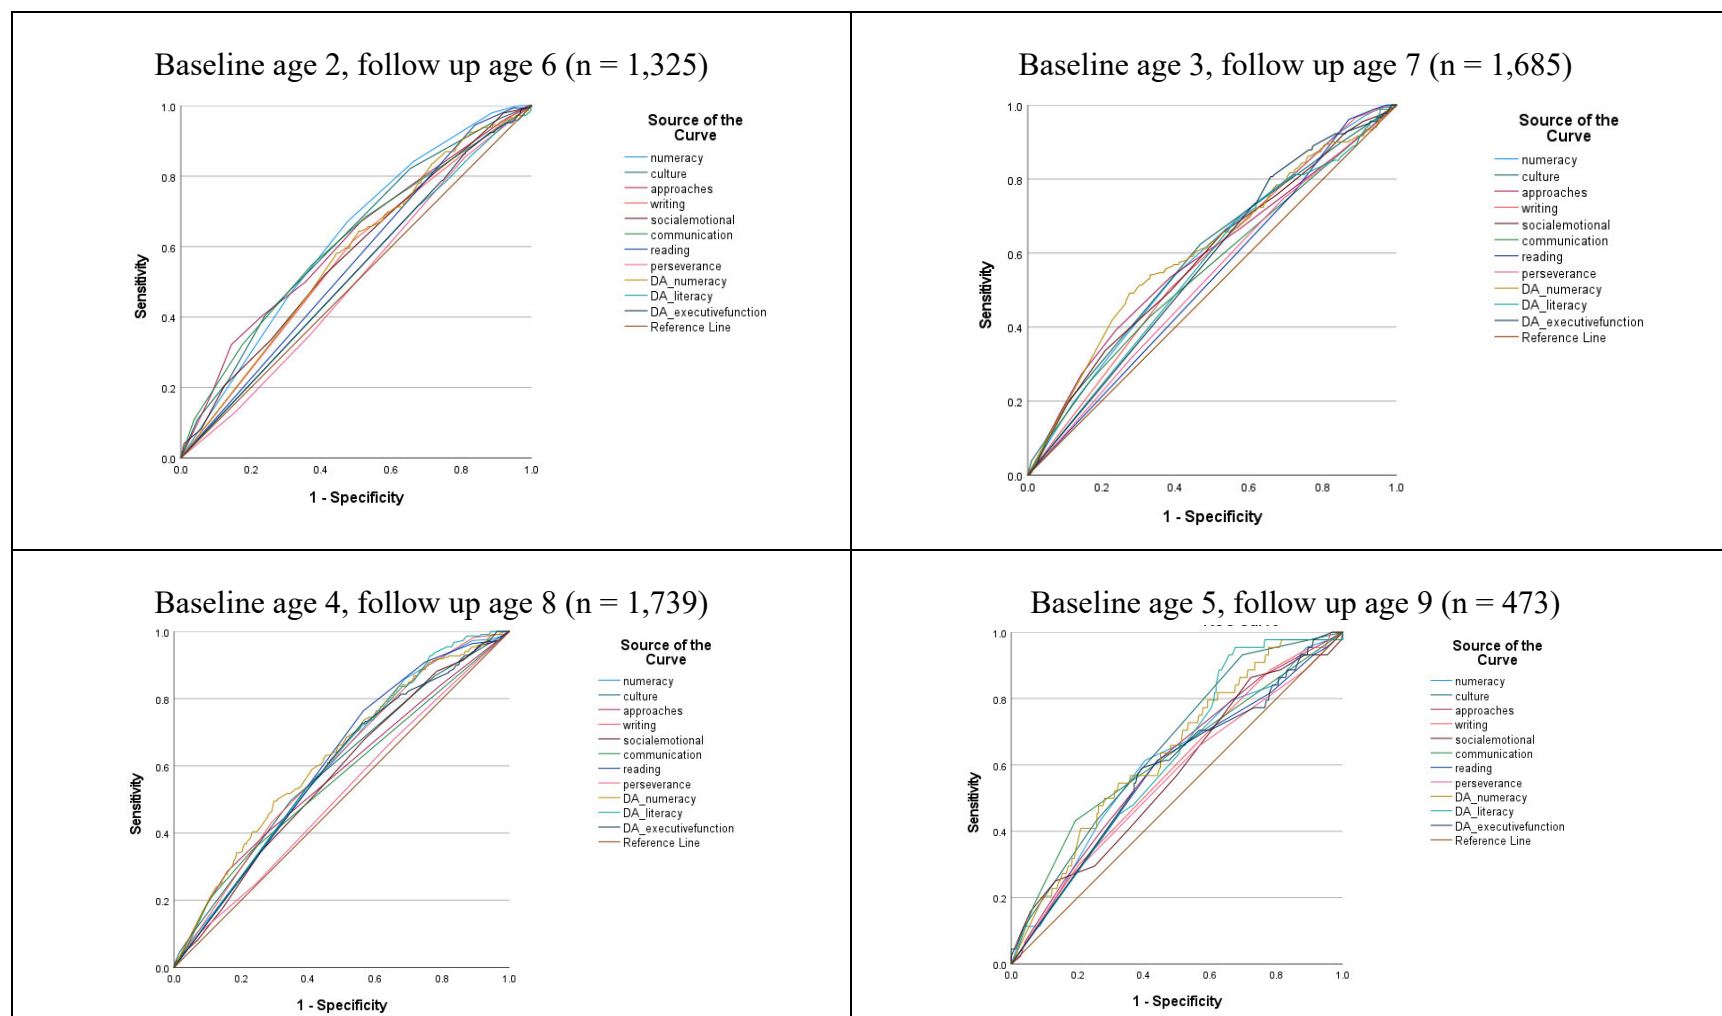 Baseline age 2, follow up age 6 (n = 1,325)
1.0
0.8
0.6
0.4
0.2
0.0
0.0 0.2 0.4 0.6 0.8 1.0
Sensitivity
1 - Specificity
Source of the
Curve
numeracy
culture
approaches
writing
socialemotional
communication
reading
perseverance
DA_numeracy
DA_literacy
DA_executivefunction
Reference Line
Baseline age 3, follow up age 7 (n = 1,685)
1.0
0.8
0.6
0.4
0.2
0.0
0.0 0.2 0.4 0.6 0.8 1.0
Sensitivity
1 - Specificity
Source of the
Curve
numeracy
culture
approaches
writing
socialemotional
communication
reading
perseverance
DA_numeracy
DA_literacy
DA_executivefunction
Reference Line
Baseline age 4, follow up age 8 (n = 1,739)
1.0
0.8
0.6
0.4
0.2
0.0
0.0 0.2 0.4 0.6 0.8 1.0
Sensitivity
1 - Specificity
Source of the
Curve
numeracy
culture
approaches
writing
socialemotional
communication
reading
perseverance
DA_numeracy
DA_literacy
DA_executivefunction
Reference Line
Baseline age 5, follow up age 9 (n = 473)
1.0
0.8
0.6
0.4
0.2
0.0
0.0 0.2 0.4 0.6 0.8 1.0
Sensitivity
1 - Specificity
Source of the
Curve
numeracy
culture
approaches
writing
socialemotional
communication
reading
perseverance
DA_numeracy
DA_literacy
DA_executivefunction
Reference Line